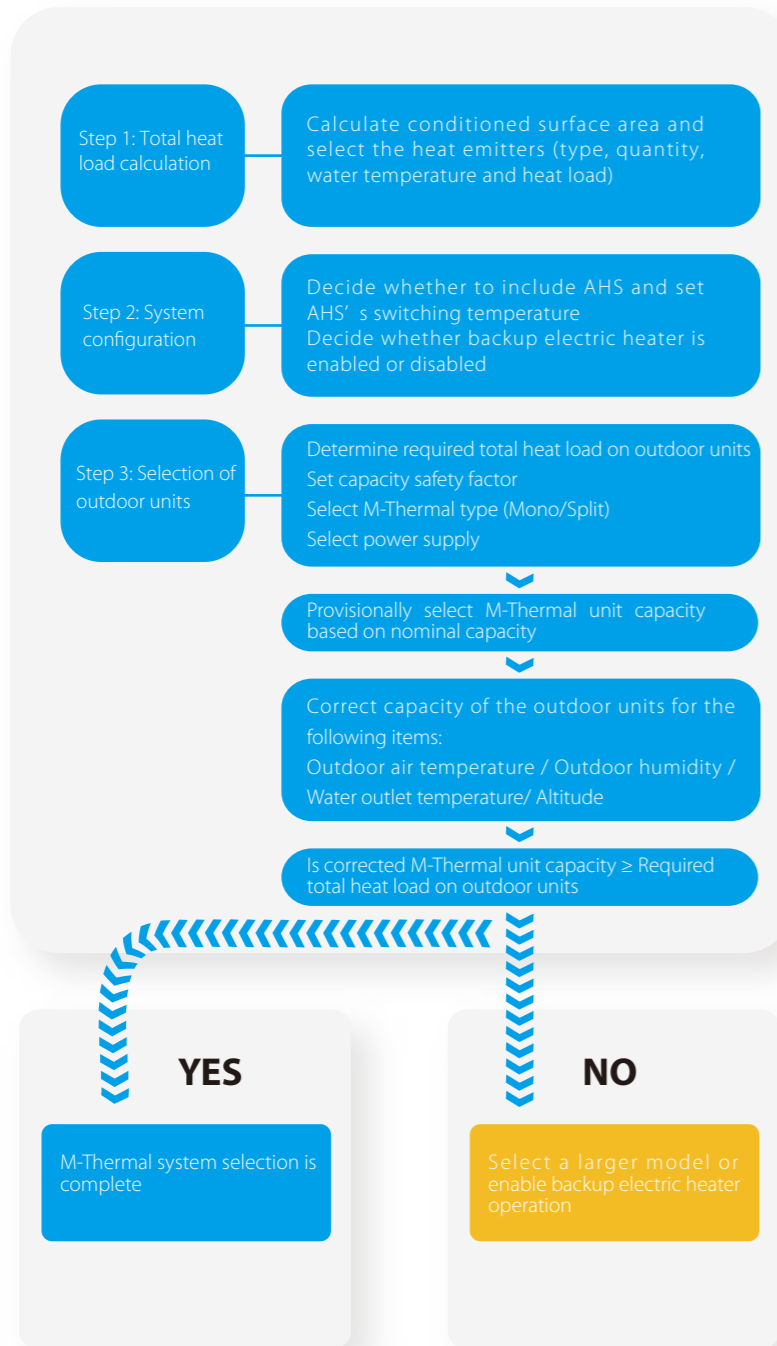 Step 1: Total heat
load calculation
Calculate conditioned surface area and
select the heat emitters (type, quantity,
water temperature and heat load)
Step 2: System
configuration
Decide whether to include AHS and set
AHS’ s switching temperature
Decide whether backup electric heater is
enabled or disabled
Step 3: Selection of
outdoor units
Determine required total heat load on outdoor units
Set capacity safety factor
Select M-Thermal type (Mono/Split)
Select power supply
Provisionally select M-Thermal unit capacity
based on nominal capacity
Correct capacity of the outdoor units for the
following items:
Outdoor air temperature / Outdoor humidity /
Water outlet temperature/ Altitude
Is corrected M-Thermal unit capacity ≥ Required
total heat load on outdoor units
YES
M-Thermal system selection is
complete
NO
Select a larger model or
enable backup electric heater
operation